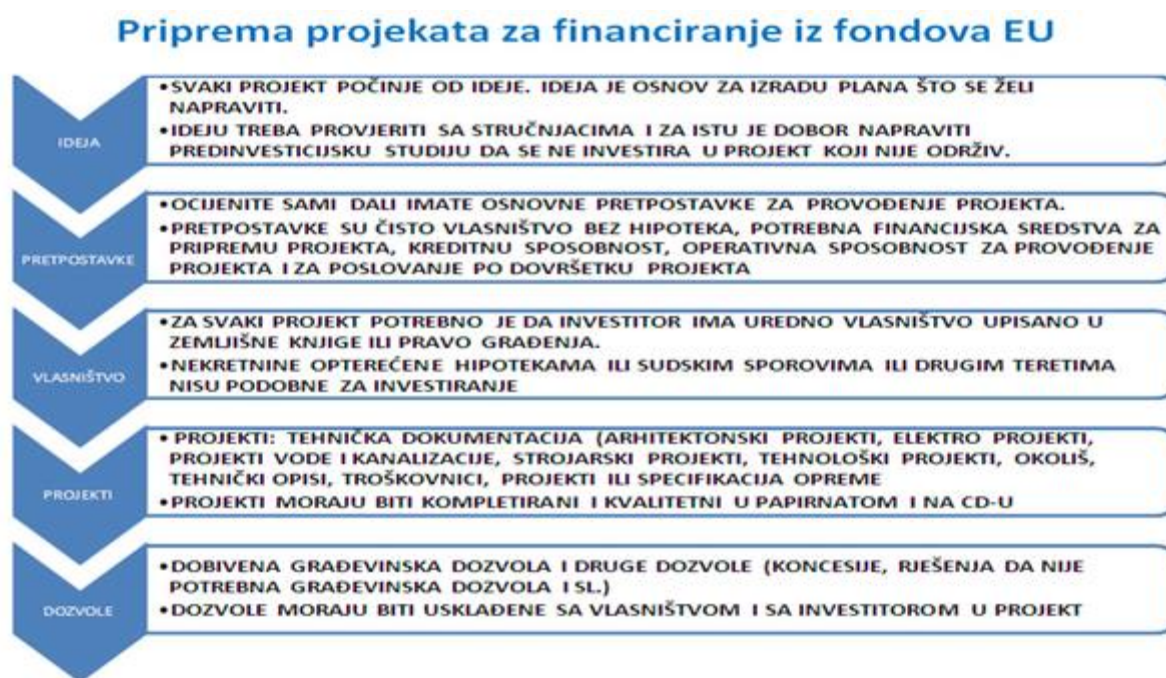 Priprema projekata za financiranje iz fondova EU
IDEJA
•SVAKI PROJEKT POČINJE OD IDEJE. IDEJA JE OSNOV ZA IZRADU PLANA ŠTO SE ŽELI
NAPRAVITI.
•IDEJU TREBA PROVJERITI SA STRUČNJACIMA I ZA ISTU JE DOBOR NAPRAVITI
PREDINVESTICIJSKU STUDIJU DA SE NE INVESTIRA U PROJEKT KOJI NIJE ODRŽIV.
PRETPOSTAVKE
•OCIJENITE SAMI DALI IMATE OSNOVNE PRETPOSTAVKE ZA PROVOĐENJE PROJEKTA.
•PRETPOSTAVKE SU ČISTO VLASNIŠTVO BEZ HIPOTEKA, POTREBNA FINANCIJSKA SREDSTVA ZA
PRIPREMU PROJEKTA, KREDITNU SPOSOBNOST, OPERATIVNA SPOSOBNOST ZA PROVOĐENJE
PROJEKTA I ZA POSLOVANJE PO DOVRŠETKU PROJEKTA
VLASNIŠTVO
•ZA SVAKI PROJEKT POTREBNO JE DA INVESTITOR IMA UREDNO VLASNIŠTVO UPISANO U
ZEMLJIŠNE KNJIGE ILI PRAVO GRAĐENJA.
•NEKRETNINE OPTEREĆENE HIPOTEKAMA ILI SUDSKIM SPOROVIMA ILI DRUGIM TERETIMA
NISU PODOBNE ZA INVESTIRANJE
PROJEKTI
•PROJEKTI: TEHNIČKA DOKUMENTACIJA (ARHITEKTONSKI PROJEKTI, ELEKTRO PROJEKTI,
PROJEKTI VODE I KANALIZACIJE, STROJARSKI PROJEKTI, TEHNOLOŠKI PROJEKTI, OKOLIŠ,
TEHNIČKI OPISI, TROŠKOVNICI, PROJEKTI ILI SPECIFIKACIJA OPREME
•PROJEKTI MORAJU BITI KOMPLETIRANI I KVALITETNI U PAPIRNATOM I NA CD-U
DOZVOLE
•DOBIVENA GRAĐEVINSKA DOZVOLA I DRUGE DOZVOLE (KONCESIJE, RJEŠENJA DA NIJE
POTREBNA GRAĐEVINSKA DOZVOLA I SL.)
•DOZVOLE MORAJU BITI USKLAĐENE SA VLASNIŠTVOM I SA INVESTITOROM U PROJEKT